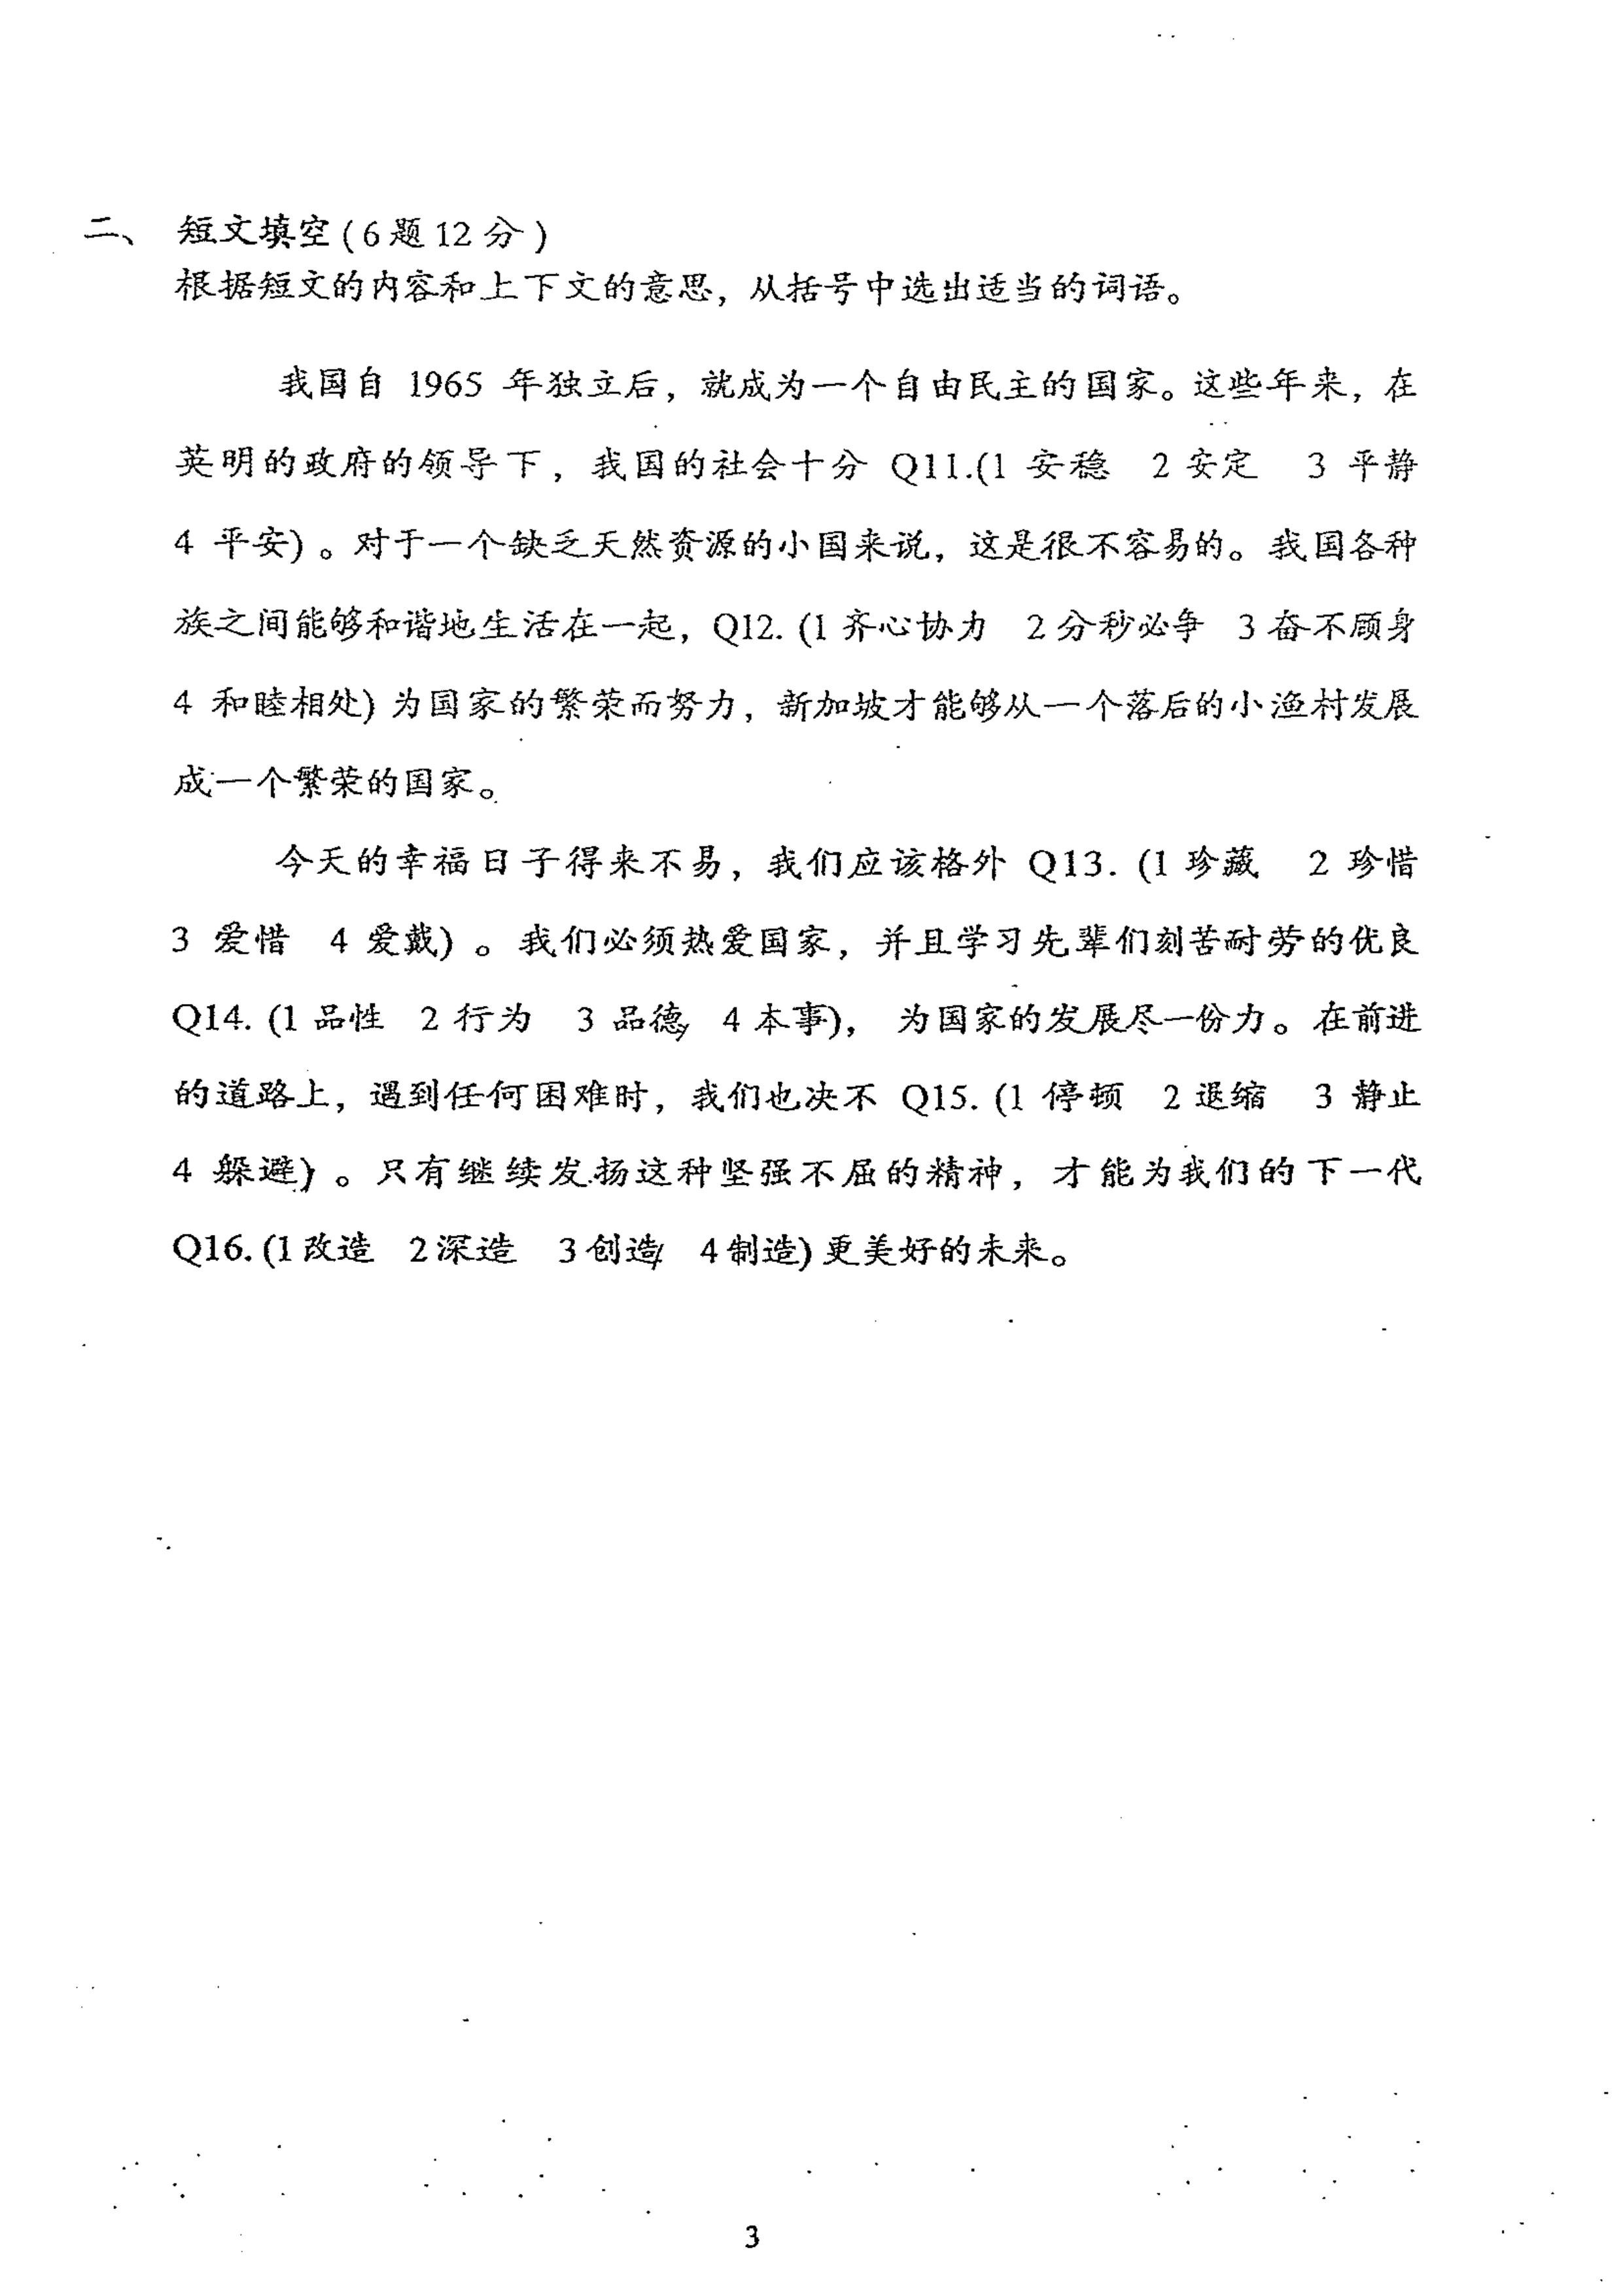 二、 短文填空(6题12分)
根据短文的内容和上下文的意思，从括号中选出适当的词语。
我国自 1965 年独立后，就成为一个自由民主的国家。这些年来，在
英明的政府的领导下，我国的社会十分 Q11.(1 安稳 2 安定 3 平静
4 平安)。对于一个缺乏天然资源的小国来说，这是很不容易的。我国各种
族之间能够和谐地生活在一起，Q12. (1 齐心协力 2 分秒必争 3 奋不顾身
4 和睦相处) 为国家的繁荣而努力，新加坡才能够从一个落后的小渔村发展
成一个繁荣的国家。
今天的幸福日子得来不易，我们应该格外 Q13. (1 珍藏 2 珍惜
3 爱惜 4 爱戴)。我们必须热爱国家，并且学习先辈们刻苦耐劳的优良
Q14. (1 品性 2 行为 3 品德 4 本事)， 为国家的发展尽一份力。在前进
的道路上，遇到任何困难时，我们也决不 Q15. (1 停顿 2 退缩 3 静止
4 躲避)。只有继续发扬这种坚强不屈的精神，才能为我们的下一代
Q16. (1 改造 2 深造 3 创造 4 制造) 更美好的未来。
3